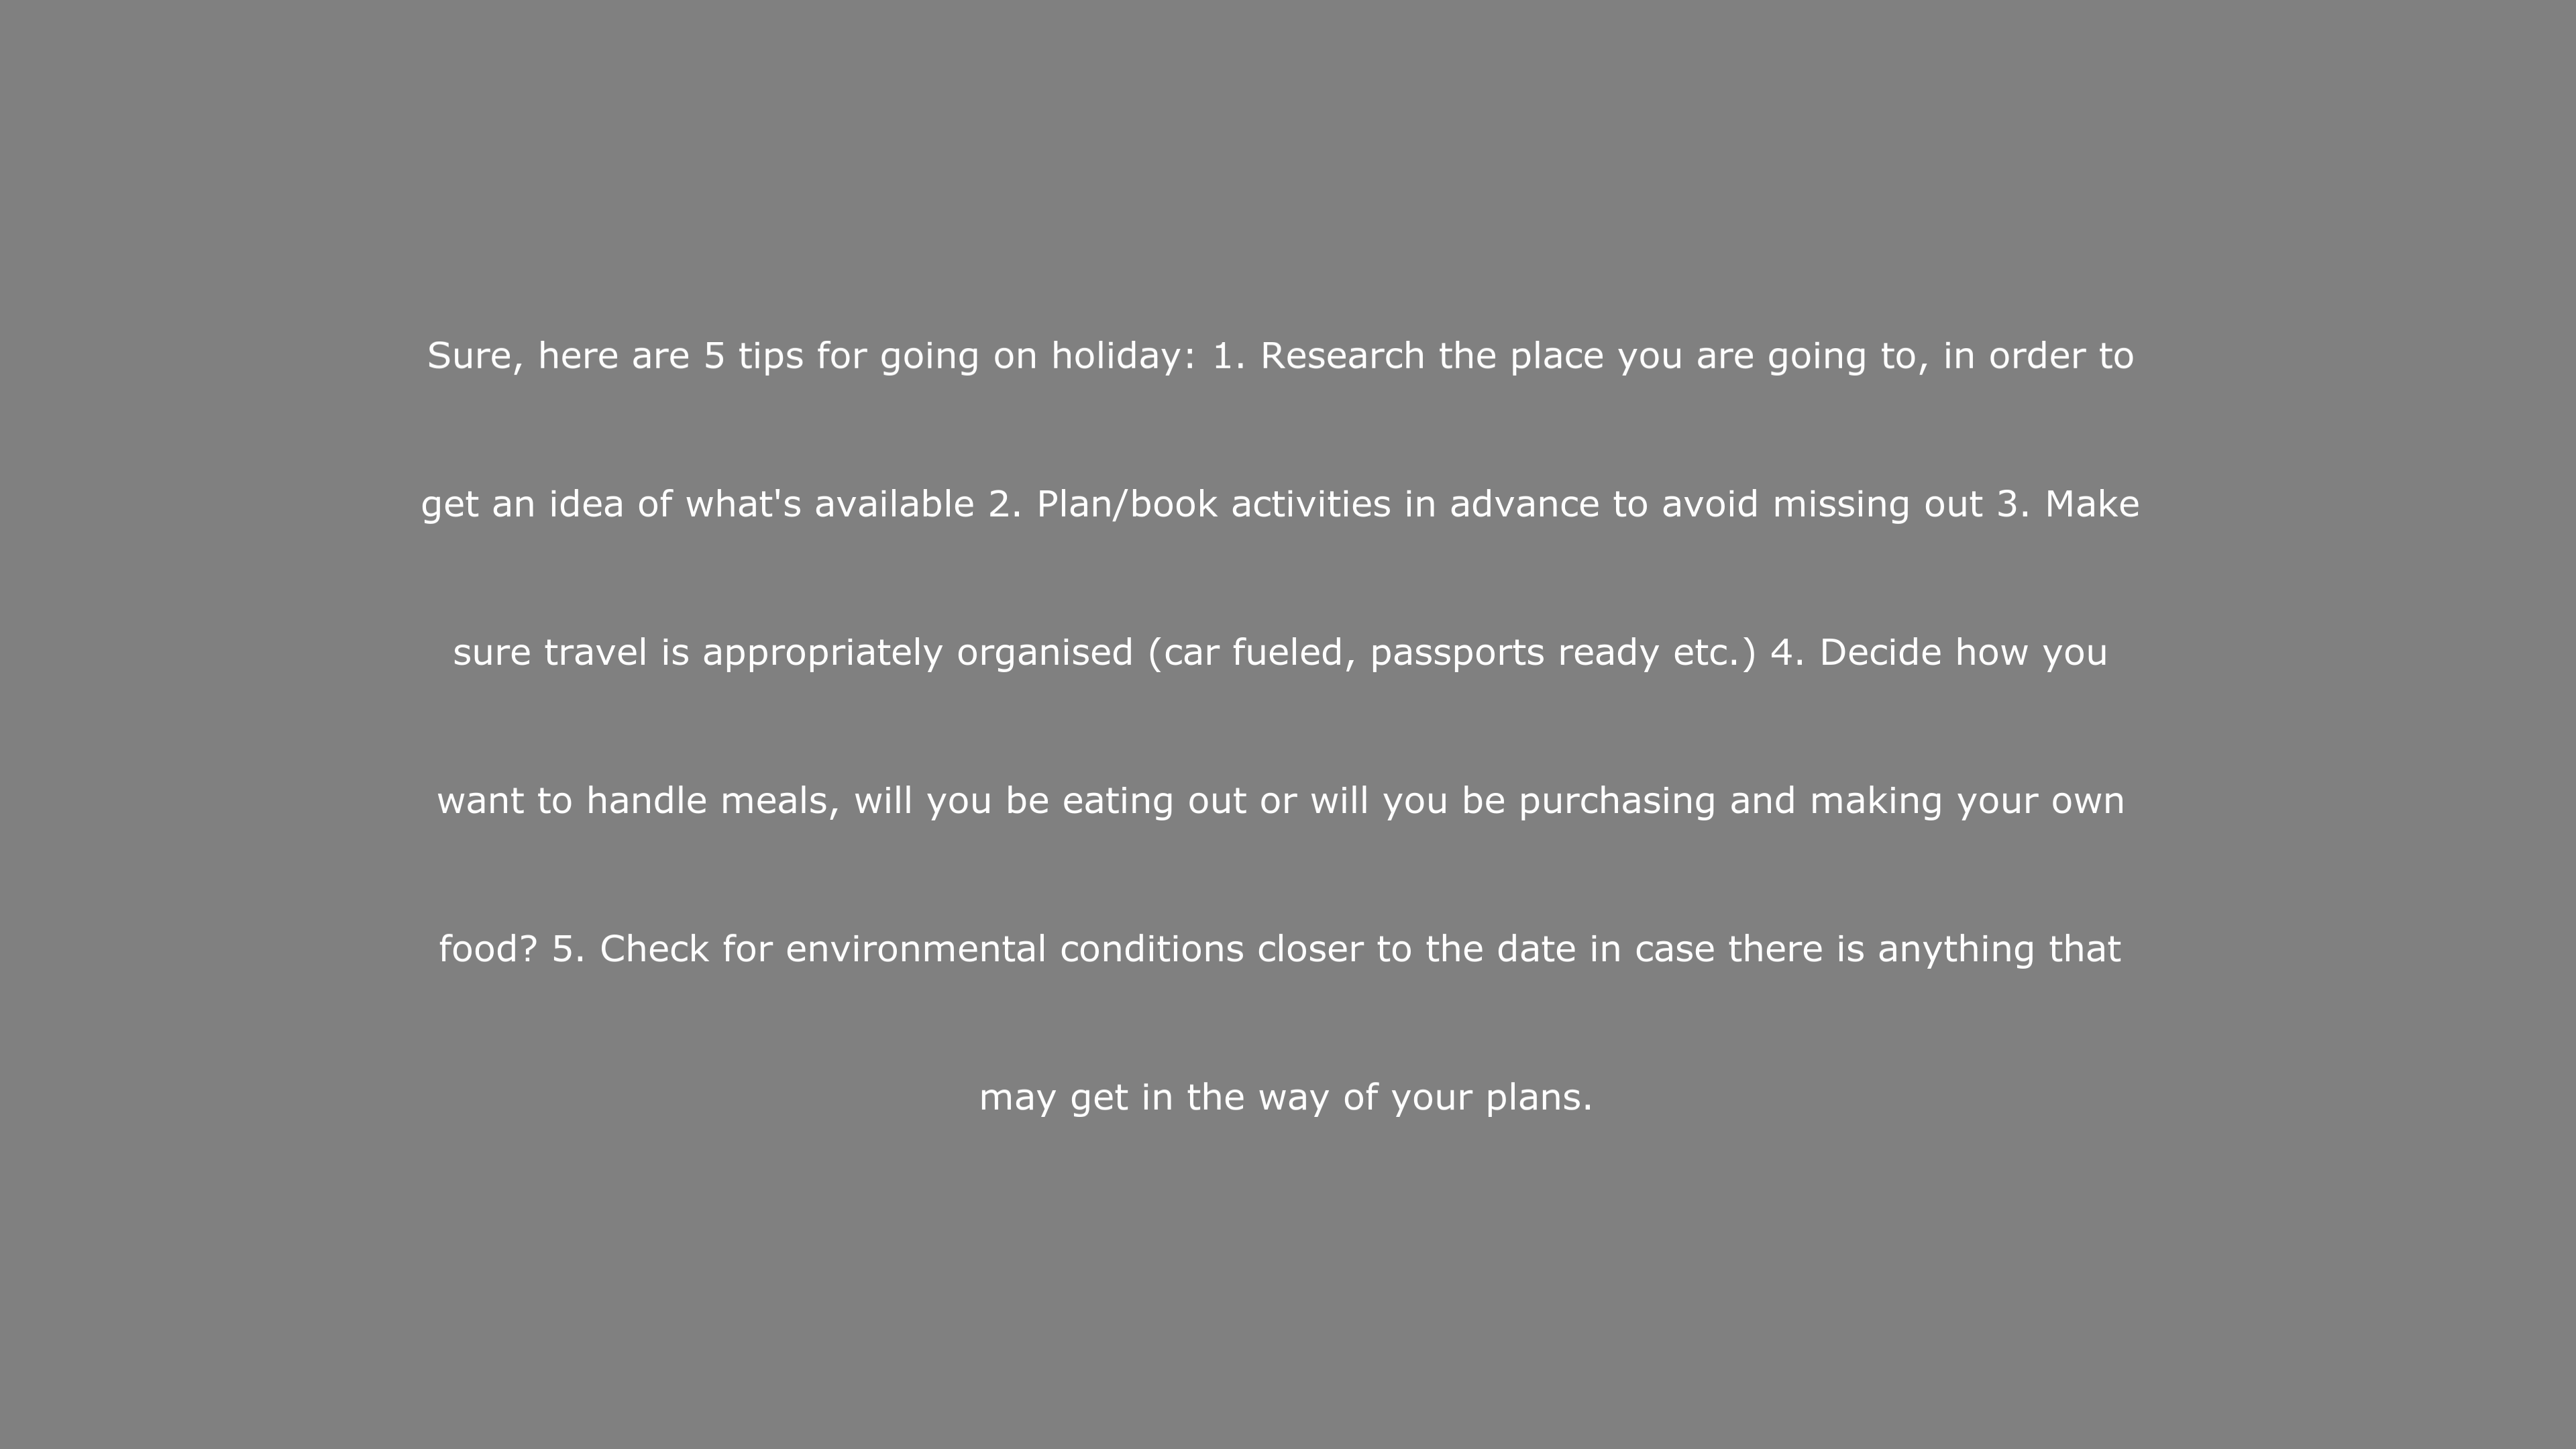 Sure, here are 5 tips for going on holiday: 1. Research the place you are going to, in order to
get an idea of what's available 2. Plan/book activities in advance to avoid missing out 3. Make
sure travel is appropriately organised (car fueled, passports ready etc.) 4. Decide how you
want to handle meals, will you be eating out or will you be purchasing and making your own
food? 5. Check for environmental conditions closer to the date in case there is anything that
may get in the way of your plans.